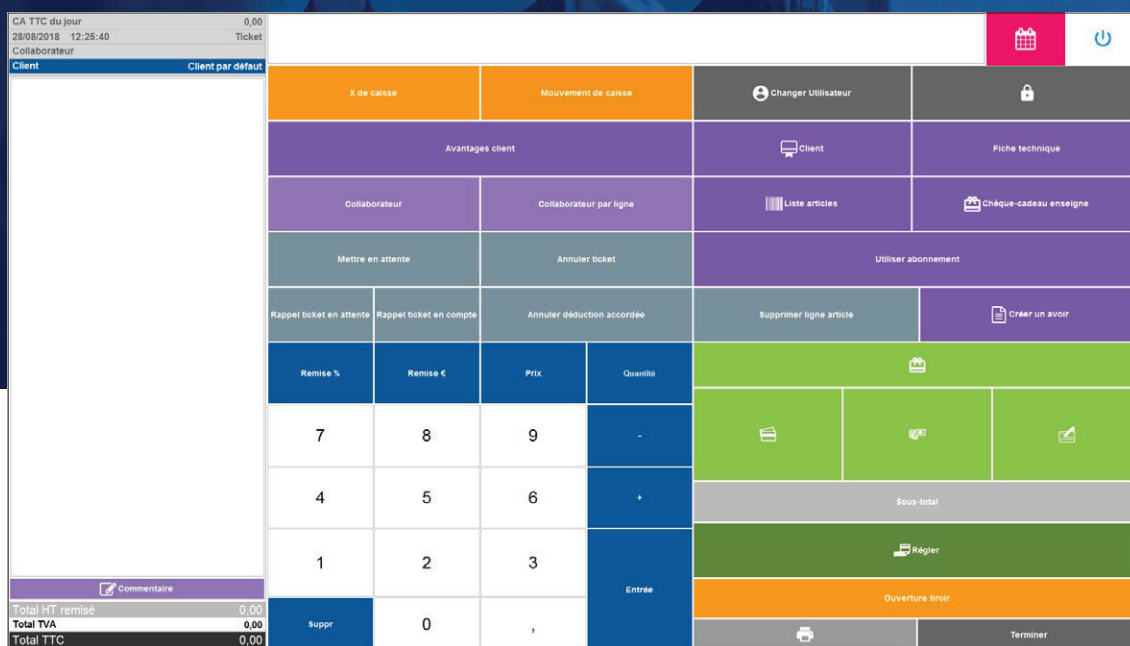 CA TTC du jour 0,00
28/08/2018 12:25:40 Ticket
Collaborateur
Client Client par défaut
X de caisse Mouvement de caisse Changer Utilisateur
Avantages client Client Fiche technique
Collaborateur Collaborateur par ligne Liste articles Chèque-cadeau enseigne
Mettre en attente Annuler ticket Utiliser abonnement
Rappel ticket en attente Rappel ticket en compte Annuler déduction accordée Supprimer ligne article Créer un avoir
Remise % Remise € Prix Quantité
7 8 9 -
4 5 6 +
Sous-total
1 2 3 Entrée
Régler
Commentaire
Ouverture tiroir
Total HT remisé 0,00
Total TVA 0,00
Total TTC 0,00
Suppr 0 ,
Terminer